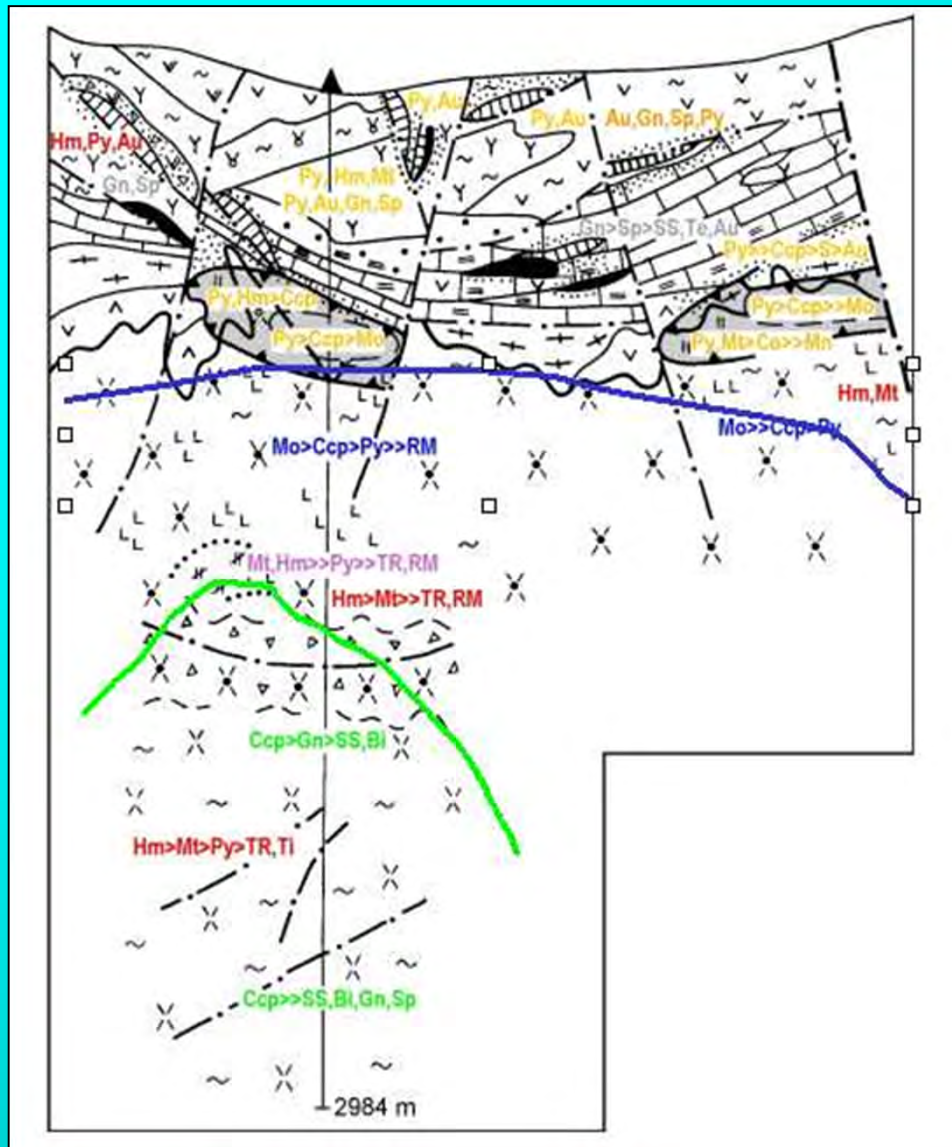 Py,Au
Py,Au
Au,Gn,Sp,Py
Hm,Py,Au
Gn,Sp
Py,Hm,Mt
Py,Au,Gn,Sp
Gn>Sp>SS,Te,Au
Py>>Ccp>S>Au
Py,Hm>Ccp
Py>Ccp>>Mo
Py>Ccp>Mo
Py,Mt>Co>>Mn
Hm,Mt
Mo>>Ccp>Py
Mo>Ccp>Py>>RM
Mt,Hm>>Py>>TR,RM
Hm>Mt>>TR,RM
Ccp>Gn>SS,Bi
Hm>Mt>Py>TR,Ti
Ccp>>SS,Bi,Gn,Sp
2984 m